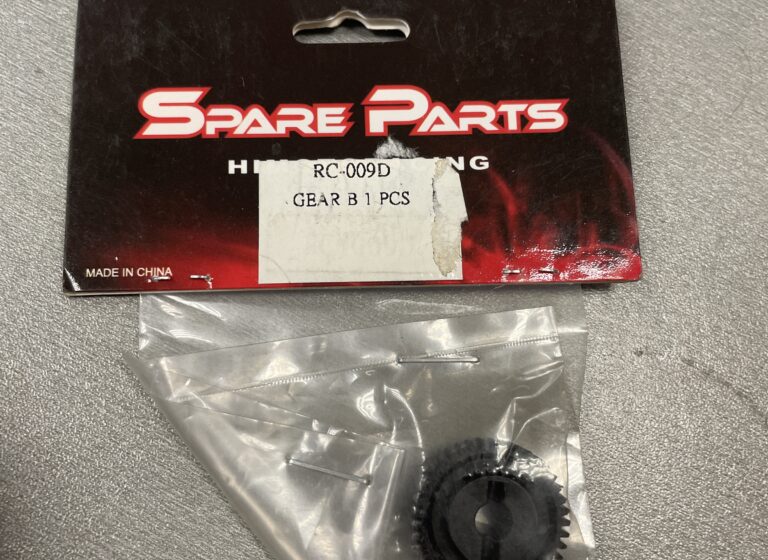 SPARE PARTS
RC-009D
GEAR B 1 PCS
MADE IN CHINA